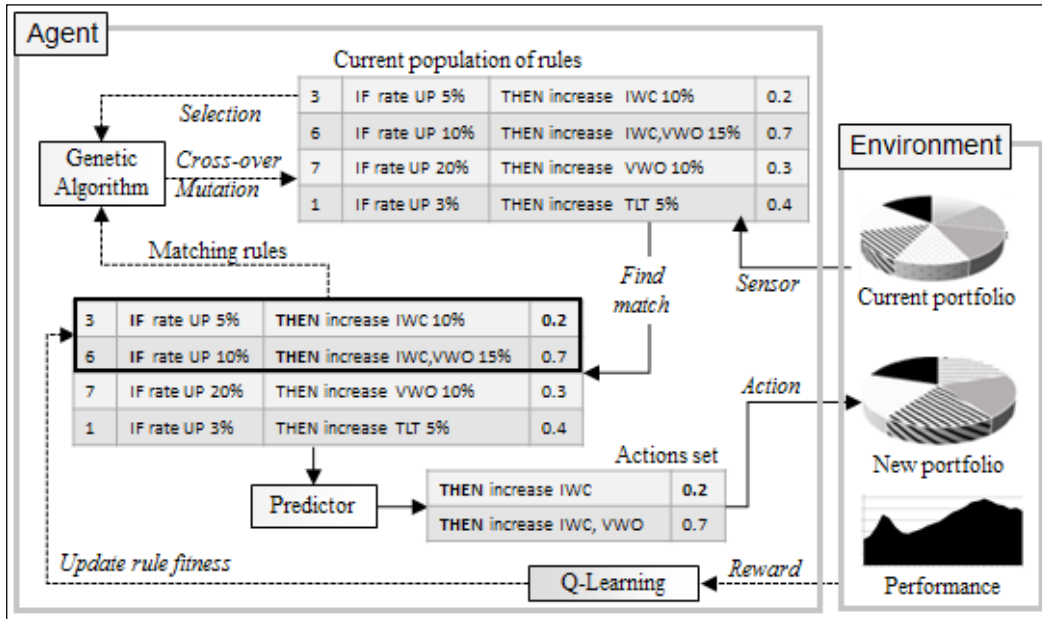 Agent
Current population of rules
3 IF rate UP 5% THEN increase IWC 10% 0.2
6 IF rate UP 10% THEN increase IWC,VWO 15% 0.7
7 IF rate UP 20% THEN increase VWO 10% 0.3
1 IF rate UP 3% THEN increase TLT 5% 0.4
Selection
Genetic
Algorithm
Cross-over
Mutation
Matching rules
Find
match
Sensor
Environment
Current portfolio
3 IF rate UP 5% THEN increase IWC 10% 0.2
6 IF rate UP 10% THEN increase IWC,VWO 15% 0.7
7 IF rate UP 20% THEN increase VWO 10% 0.3
1 IF rate UP 3% THEN increase TLT 5% 0.4
Action
New portfolio
Predictor
Actions set
THEN increase IWC 0.2
THEN increase IWC, VWO 0.7
Update rule fitness
Q-Learning
Reward
Performance